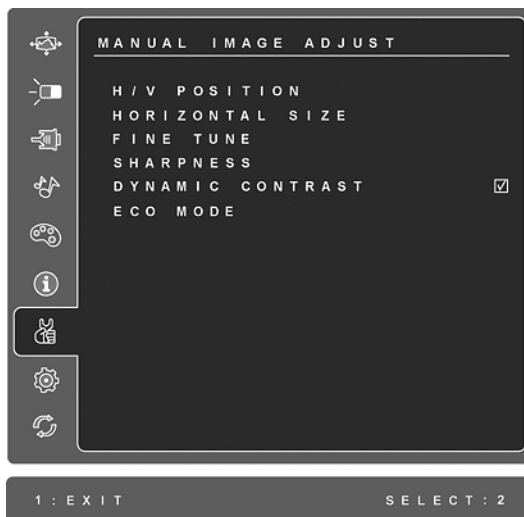 MANUAL IMAGE ADJUST
H/V POSITION
HORIZONTAL SIZE
FINE TUNE
SHARPNESS
DYNAMIC CONTRAST
ECO MODE
1:EXIT SELECT:2